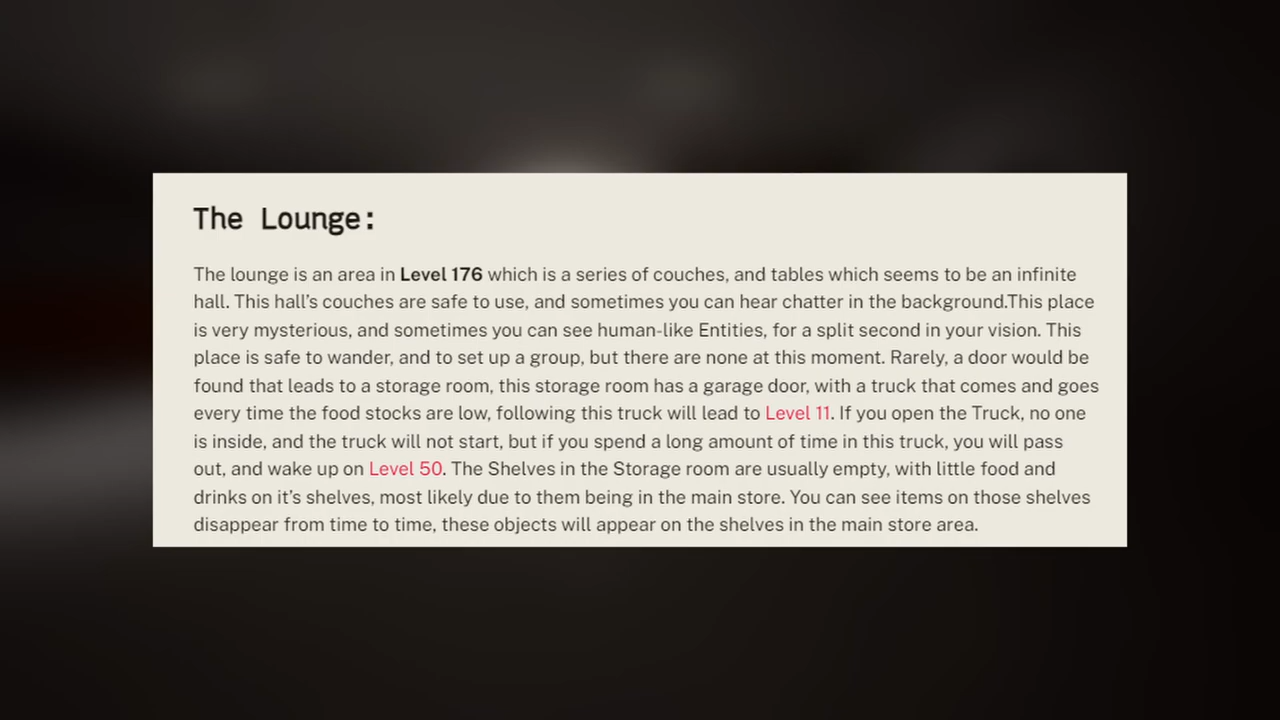 The Lounge:
The lounge is an area in Level 176 which is a series of couches, and tables which seems to be an infinite
hall. This hall's couches are safe to use, and sometimes you can hear chatter in the background.This place
is very mysterious, and sometimes you can see human-like Entities, for a split second in your vision. This
place is safe to wander, and to set up a group, but there are none at this moment. Rarely, a door would be
found that leads to a storage room, this storage room has a garage door, with a truck that comes and goes
every time the food stocks are low, following this truck will lead to Level 11. If you open the Truck, no one
is inside, and the truck will not start, but if you spend a long amount of time in this truck, you will pass
out, and wake up on Level 50. The Shelves in the Storage room are usually empty, with little food and
drinks on it's shelves, most likely due to them being in the main store. You can see items on those shelves
disappear from time to time, these objects will appear on the shelves in the main store area.